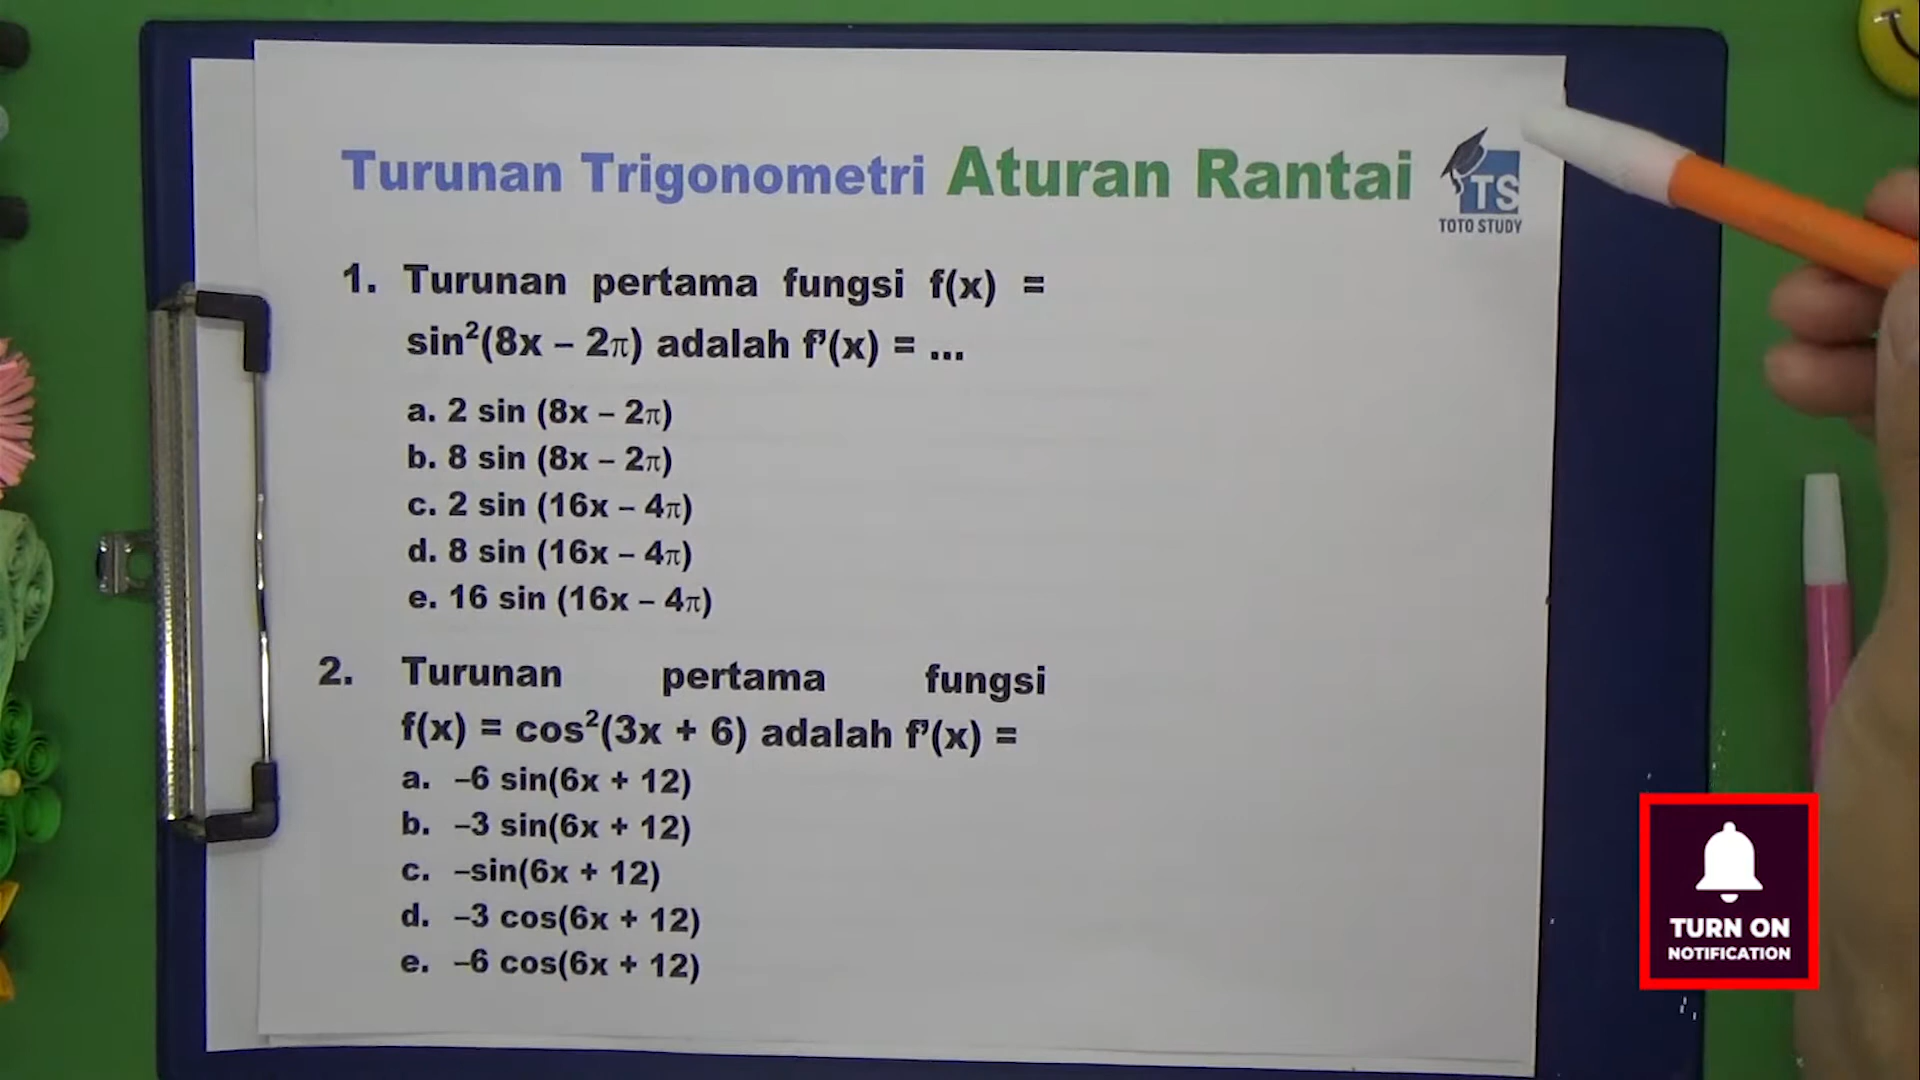 Turunan Trigonometri Aturan Rantai
TS
TOTO STUDY
1. Turunan pertama fungsi f(x) =
sin²(8x – 2π) adalah f'(x) = ...
a. 2 sin (8x – 2π)
b. 8 sin (8x – 2π)
c. 2 sin (16x – 4π)
d. 8 sin (16x – 4π)
e. 16 sin (16x – 4π)
2. Turunan pertama fungsi
f(x) = cos²(3x + 6) adalah f'(x) =
a. –6 sin(6x + 12)
b. –3 sin(6x + 12)
c. –sin(6x + 12)
d. –3 cos(6x + 12)
e. –6 cos(6x + 12)
TURN ON
NOTIFICATION